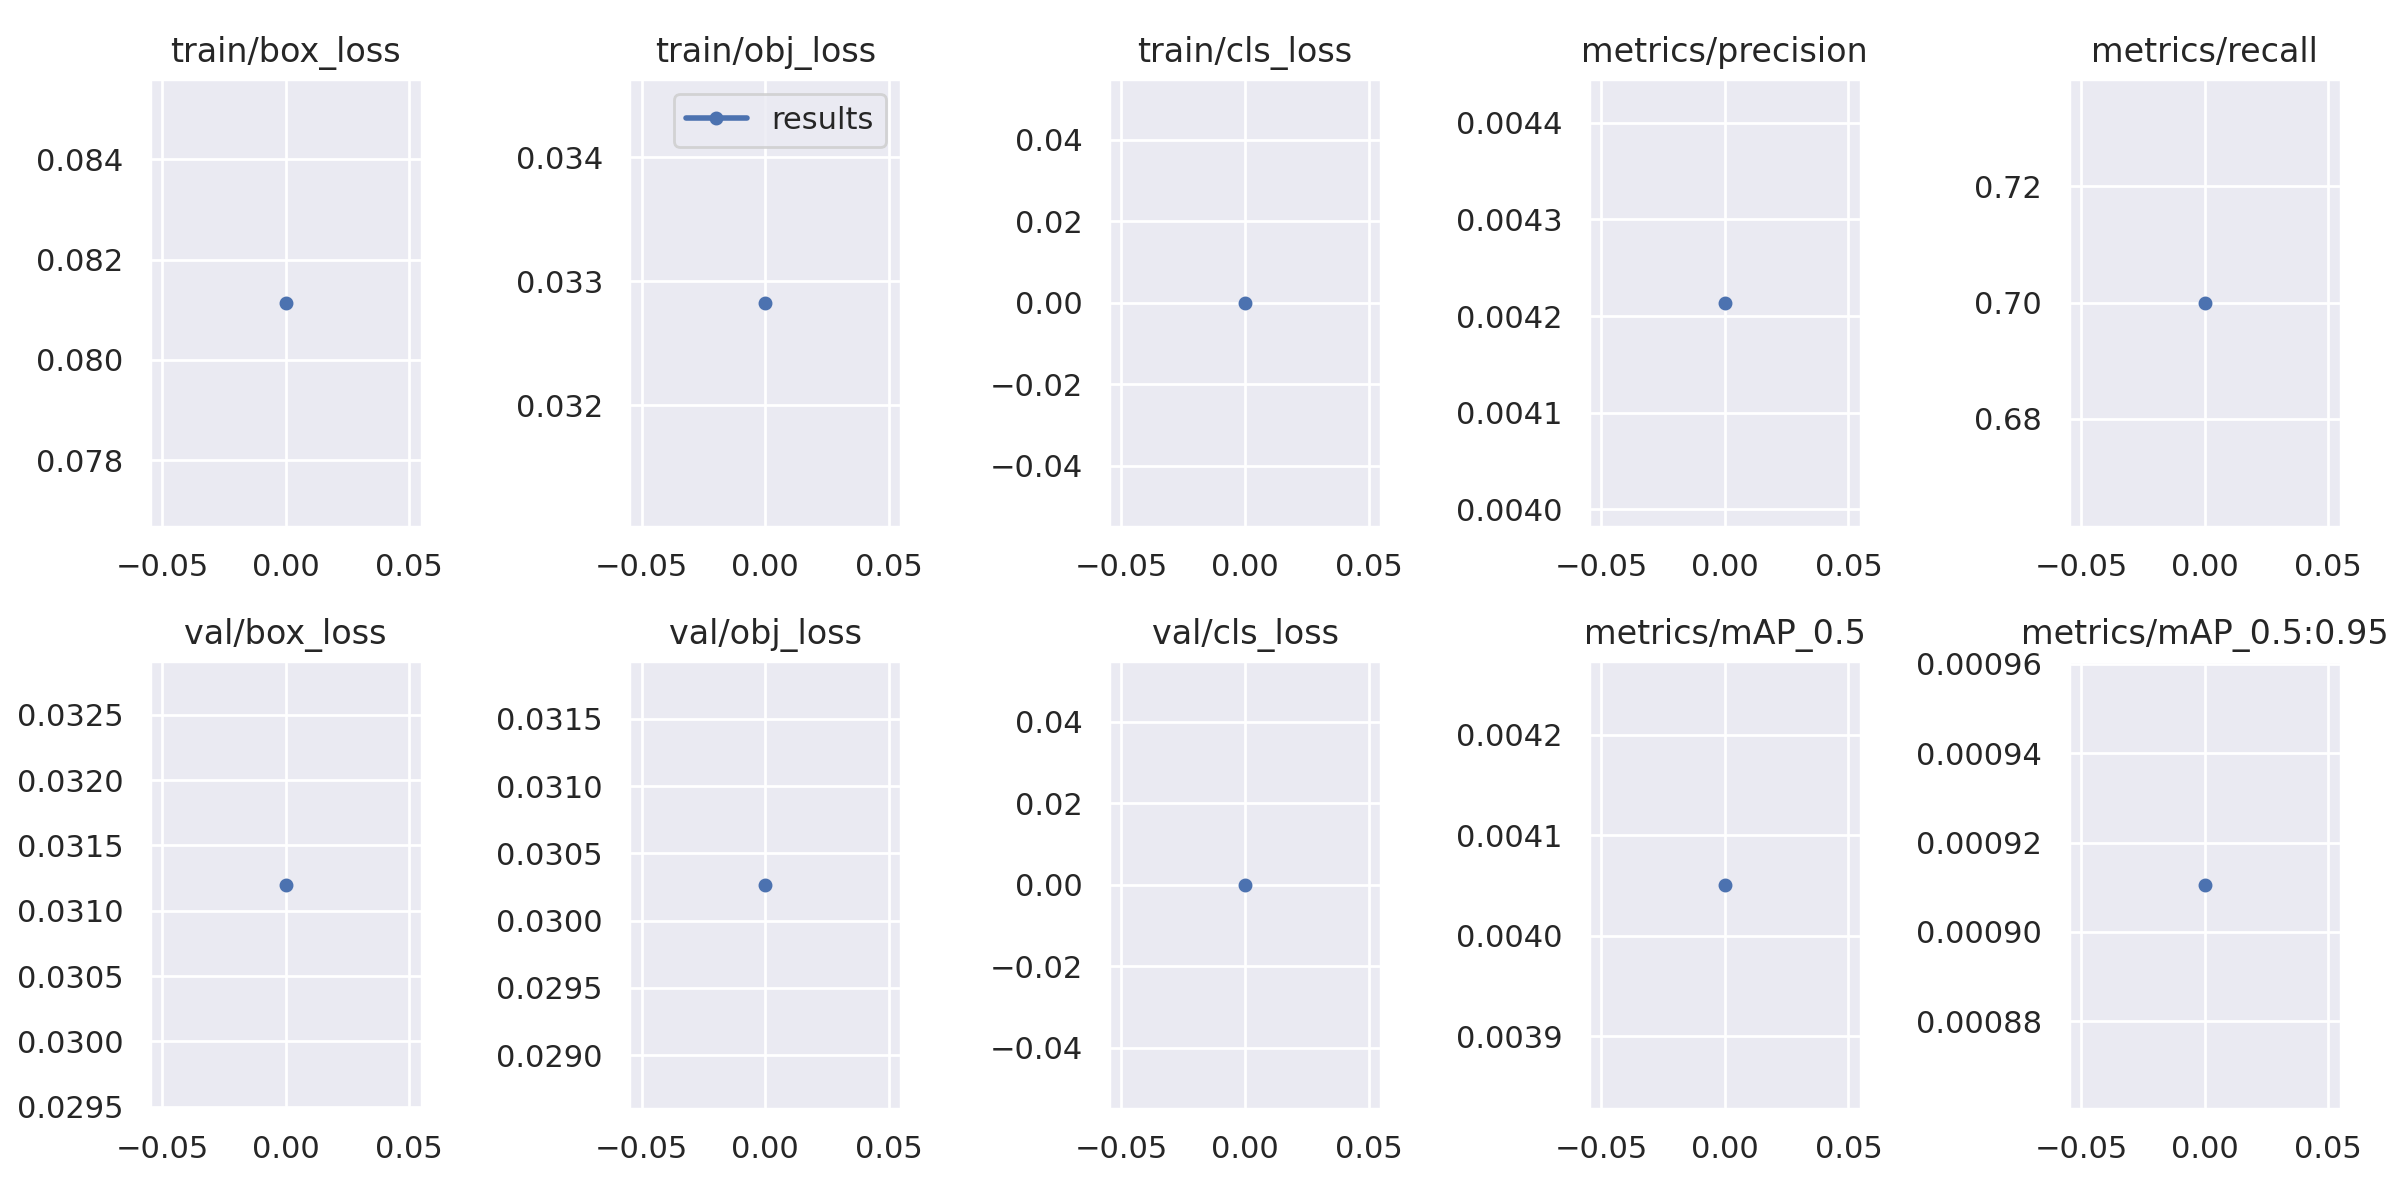 train/box_loss
0.084
0.082
0.080
0.078
−0.05 0.00 0.05
train/obj_loss
results
0.034
0.033
0.032
−0.05 0.00 0.05
train/cls_loss
0.04
0.02
0.00
−0.02
−0.04
−0.05 0.00 0.05
metrics/precision
0.0044
0.0043
0.0042
0.0041
0.0040
−0.05 0.00 0.05
metrics/recall
0.72
0.70
0.68
−0.05 0.00 0.05
val/box_loss
0.0325
0.0320
0.0315
0.0310
0.0305
0.0300
0.0295
−0.05 0.00 0.05
val/obj_loss
0.0315
0.0310
0.0305
0.0300
0.0295
0.0290
−0.05 0.00 0.05
val/cls_loss
0.04
0.02
0.00
−0.02
−0.04
−0.05 0.00 0.05
metrics/mAP_0.5
0.0042
0.0041
0.0040
0.0039
−0.05 0.00 0.05
metrics/mAP_0.5:0.95
0.00096
0.00094
0.00092
0.00090
0.00088
−0.05 0.00 0.05